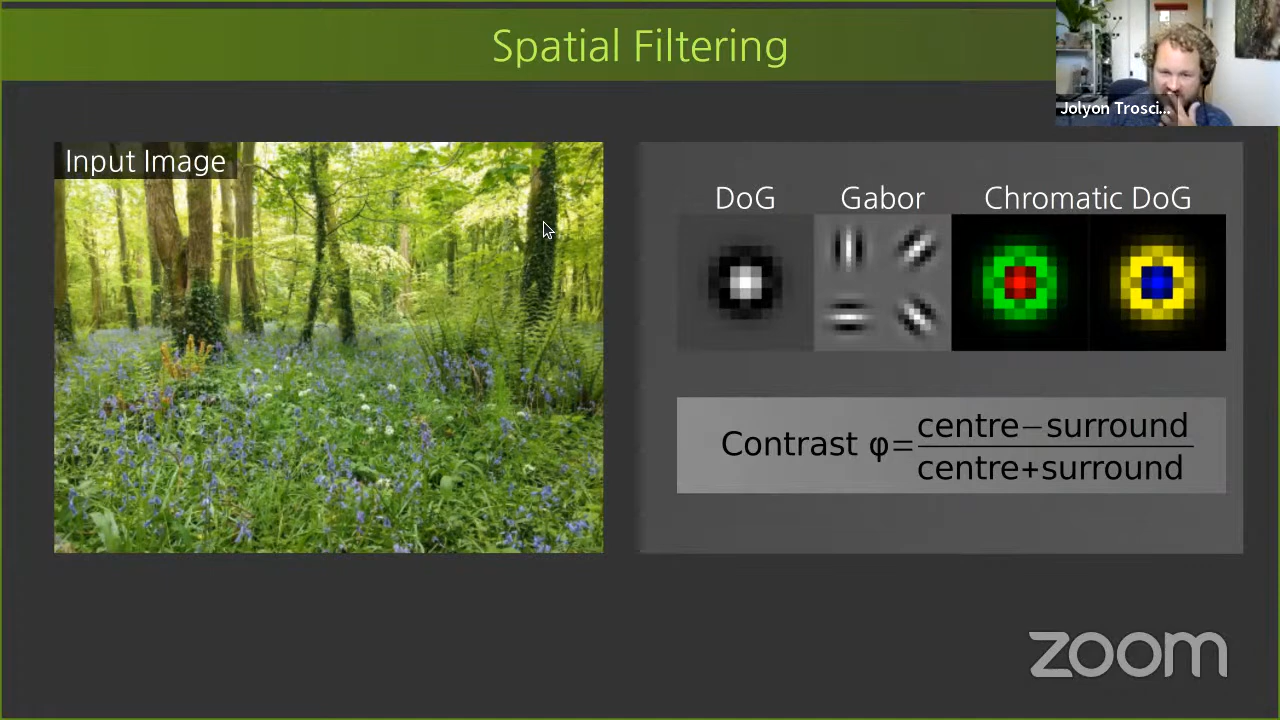 Spatial Filtering
Jolyon Trosci...
Input Image
DoG
Gabor
Chromatic DoG
Contrast φ=centre−surround
centre+surround
zoom